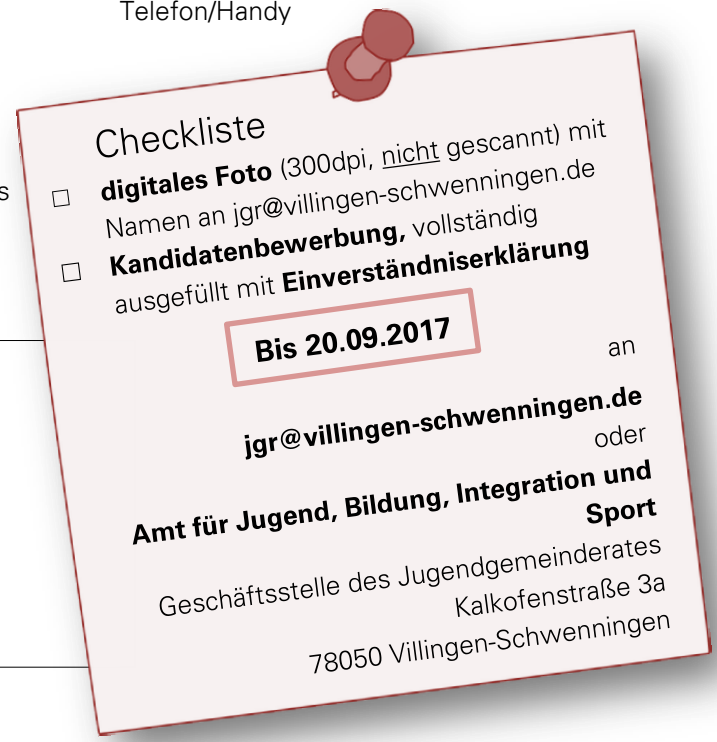 Telefon/Handy
Checkliste
☐ digitales Foto (300dpi, nicht gescannt) mit
Namen an jgr@villingen-schwenningen.de
s
☐ Kandidatenbewerbung, vollständig
ausgefüllt mit Einverständniserklärung
Bis 20.09.2017
an
jgr@villingen-schwenningen.de
oder
Amt für Jugend, Bildung, Integration und
Sport
Geschäftsstelle des Jugendgemeinderates
Kalkofenstraße 3a
78050 Villingen-Schwenningen